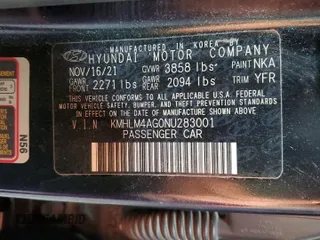 MANUFACTURED IN KOREA BY
HYUNDAI MOTOR COMPANY
NOV/16/21 GVWR 3858 lbs PAINT NKA
GAWR FRONT 2271 lbs GAWR REAR 2094 lbs TRIM YFR
THIS VEHICLE CONFORMS TO ALL APPLICABLE
FEDERAL MOTOR VEHICLE SAFETY, BUMPER, AND
THEFT PREVENTION STANDARDS IN EFFECT ON
THE DATE OF MANUFACTURE SHOWN ABOVE.
V.I.N KMHLM4AG0NU283001
PASSENGER CAR
N56